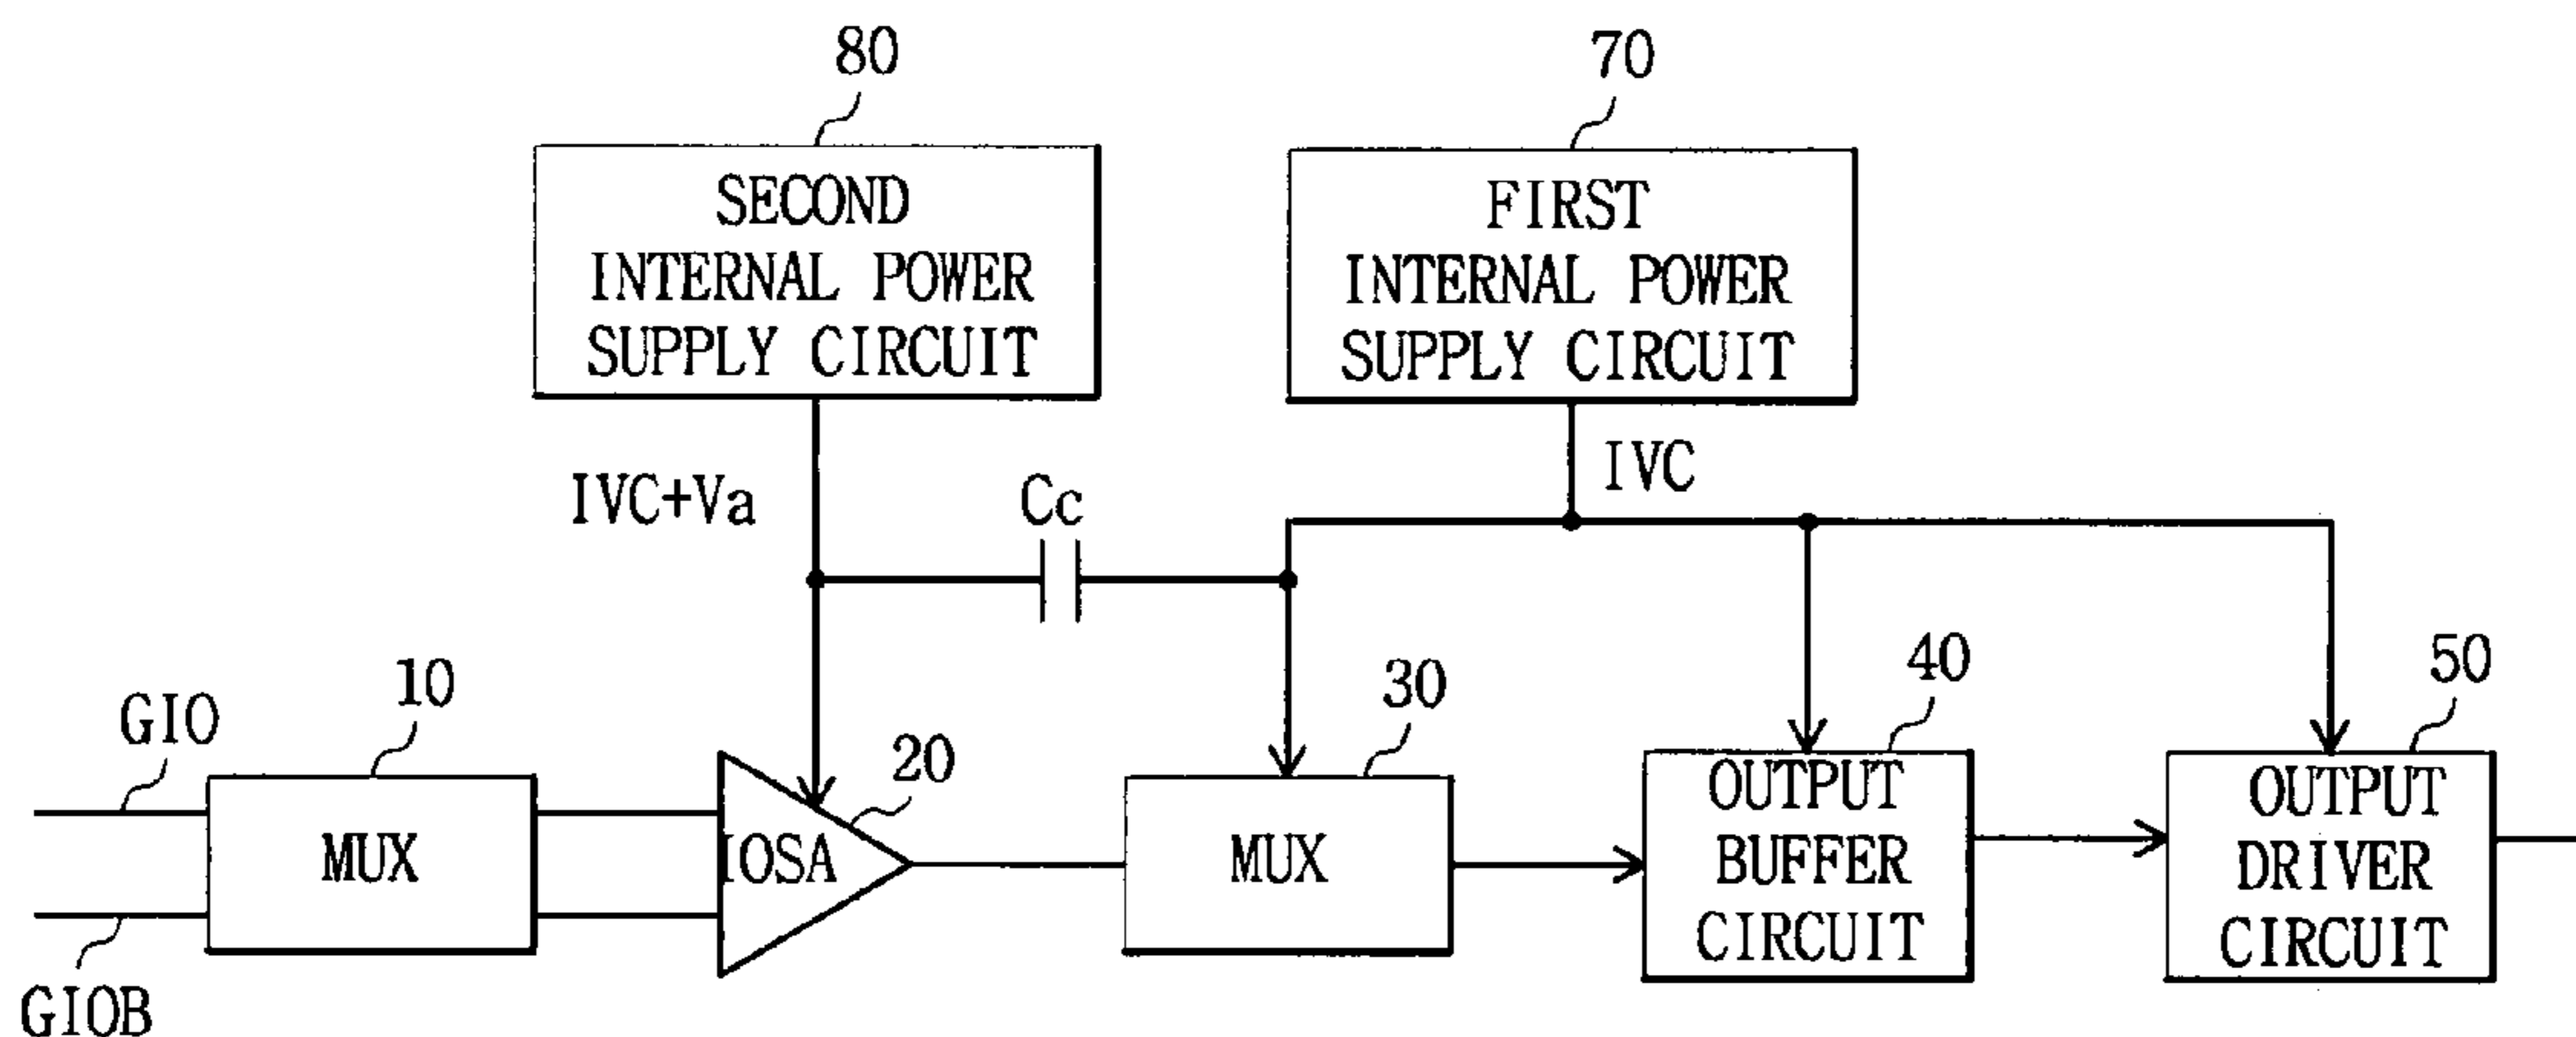 80
70
SECOND
INTERNAL POWER
SUPPLY CIRCUIT
FIRST
INTERNAL POWER
SUPPLY CIRCUIT
IVC+Va
Cc
IVC
GIO
10
20
30
40
50
MUX
IOSA
MUX
OUTPUT
BUFFER
CIRCUIT
OUTPUT
DRIVER
CIRCUIT
GIOB